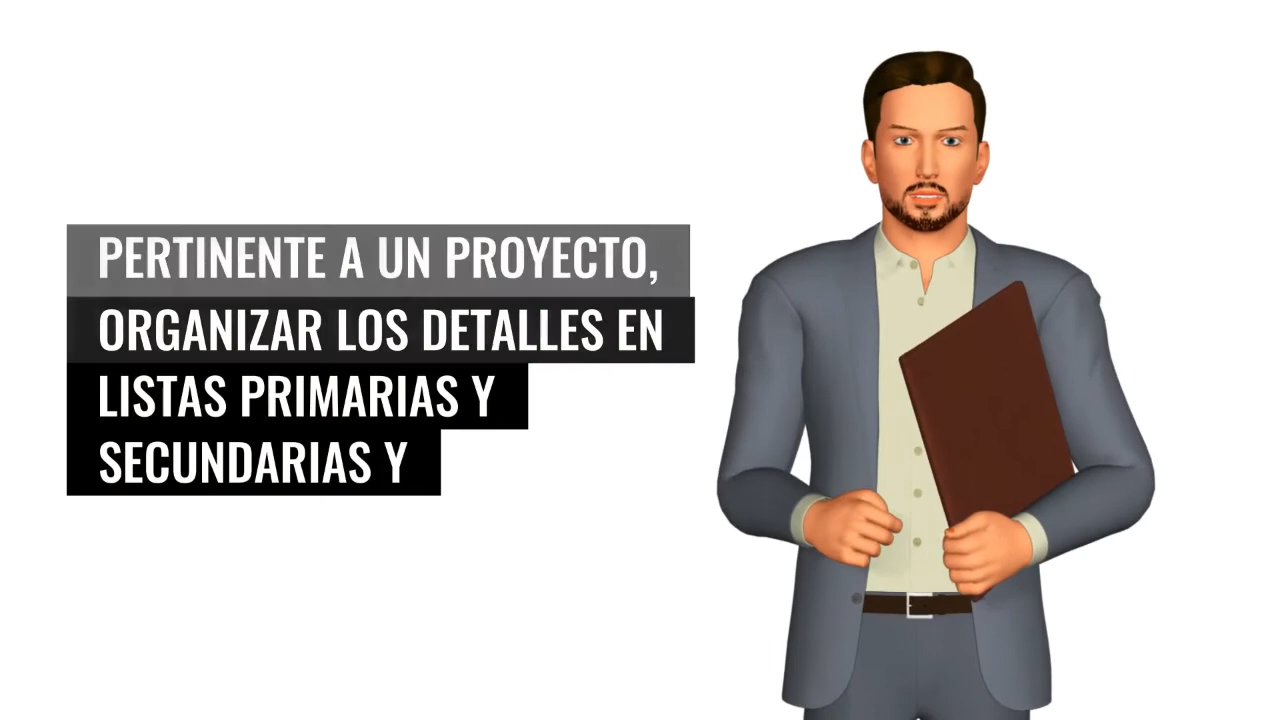 PERTINENTE A UN PROYECTO,
ORGANIZAR LOS DETALLES EN
LISTAS PRIMARIAS Y
SECUNDARIAS Y